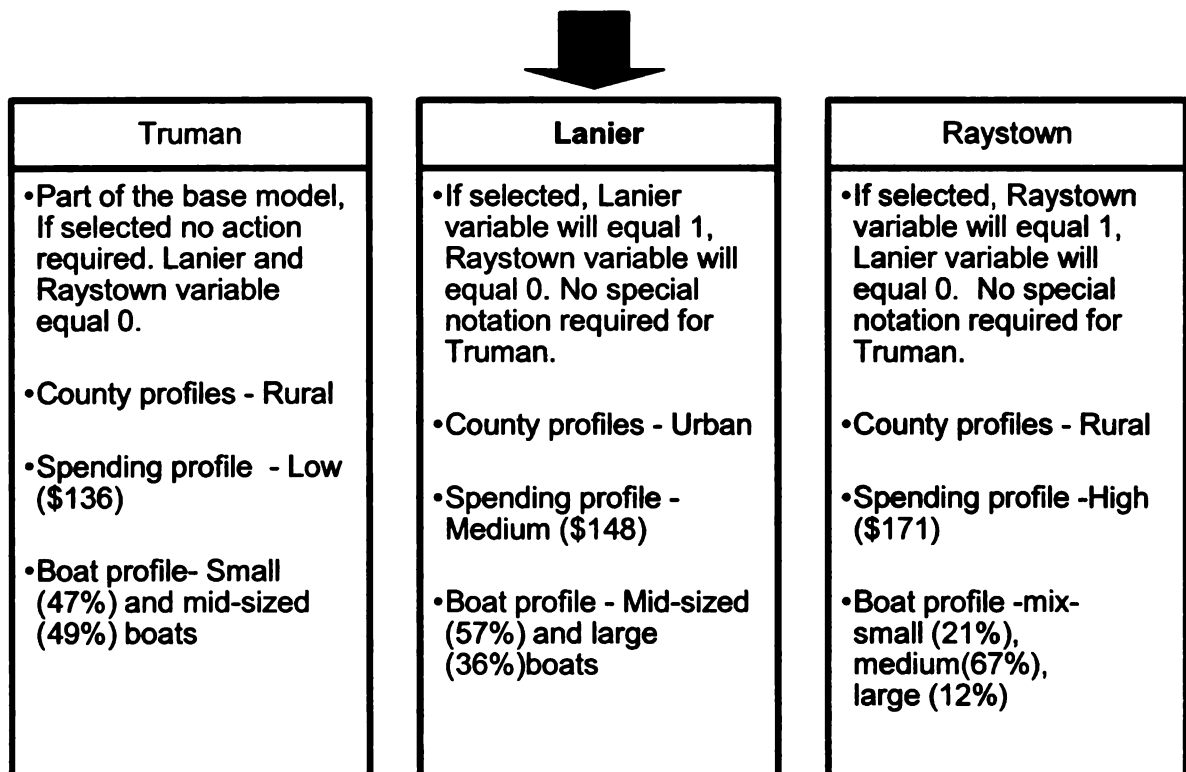 Truman
•Part of the base model,
If selected no action
required. Lanier and
Raystown variable
equal 0.
•County profiles - Rural
•Spending profile - Low
($136)
•Boat profile- Small
(47%) and mid-sized
(49%) boats
Lanier
•If selected, Lanier
variable will equal 1,
Raystown variable will
equal 0. No special
notation required for
Truman.
•County profiles - Urban
•Spending profile -
Medium ($148)
•Boat profile - Mid-sized
(57%) and large
(36%)boats
Raystown
•If selected, Raystown
variable will equal 1,
Lanier variable will
equal 0. No special
notation required for
Truman.
•County profiles - Rural
•Spending profile -High
($171)
•Boat profile -mix-
small (21%),
medium(67%),
large (12%)